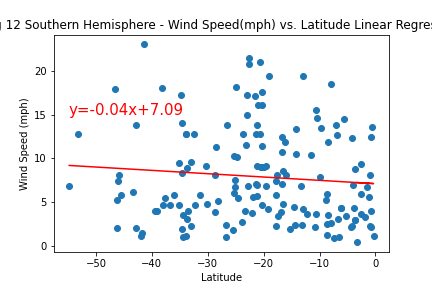 12 Southern Hemisphere - Wind Speed(mph) vs. Latitude Linear
y=-0.04x+7.09
Wind Speed (mph)
20
15
10
5
0
−50
−40
−30
−20
−10
0
Latitude